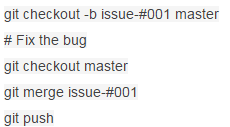 git checkout -b issue-#001 master
# Fix the bug
git checkout master
git merge issue-#001
git push